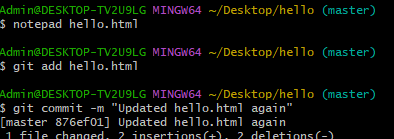 Admin@DESKTOP-TV2U9LG MINGW64 ~/Desktop/hello (master)
$ notepad hello.html
Admin@DESKTOP-TV2U9LG MINGW64 ~/Desktop/hello (master)
$ git add hello.html
Admin@DESKTOP-TV2U9LG MINGW64 ~/Desktop/hello (master)
$ git commit -m "Updated hello.html again"
[master 876ef01] Updated hello.html again
1 file changed, 2 insertions(+), 2 deletions(-)